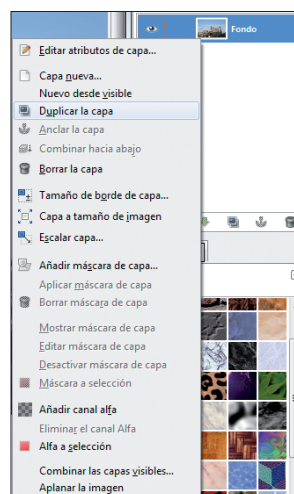 Fondo
Editar atributos de capa...
Capa nueva...
Nuevo desde visible
Duplicar la capa
Anclar la capa
Combinar hacia abajo
Borrar la capa
Tamaño de borde de capa...
Capa a tamaño de imagen
Escalar capa...
Añadir máscara de capa...
Aplicar máscara de capa
Borrar máscara de capa
Mostrar máscara de capa
Editar máscara de capa
Desactivar máscara de capa
Máscara a selección
Añadir canal alfa
Eliminar el canal Alfa
Alfa a selección
Combinar las capas visibles...
Aplanar la imagen